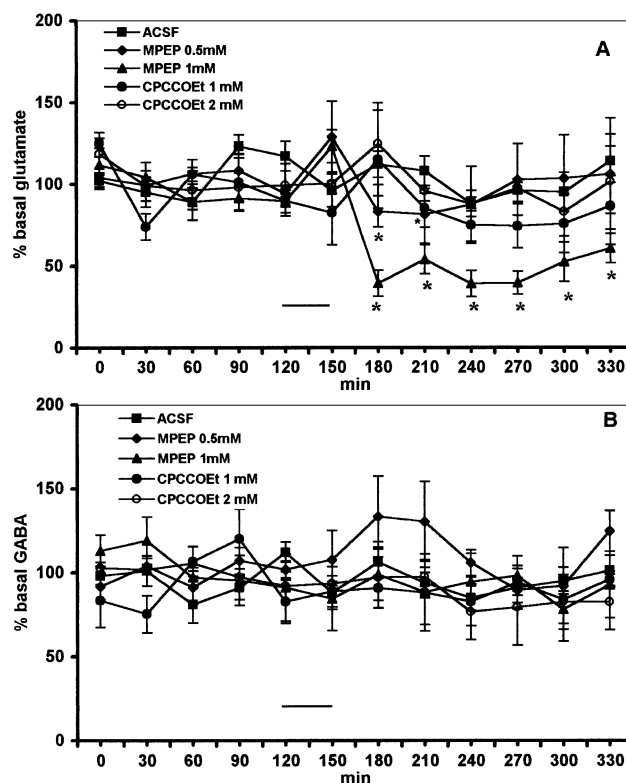 200
A
ACSF
MPEP 0.5mM
MPEP 1mM
CPCCOEt 1 mM
CPCCOEt 2 mM
150
100
50
0
% basal glutamate
* * * * * * * *
0 30 60 90 120 150 180 210 240 270 300 330
min
200
B
ACSF
MPEP 0.5mM
MPEP 1mM
CPCCOEt 1 mM
CPCCOEt 2 mM
150
100
50
0
% basal GABA
0 30 60 90 120 150 180 210 240 270 300 330
min